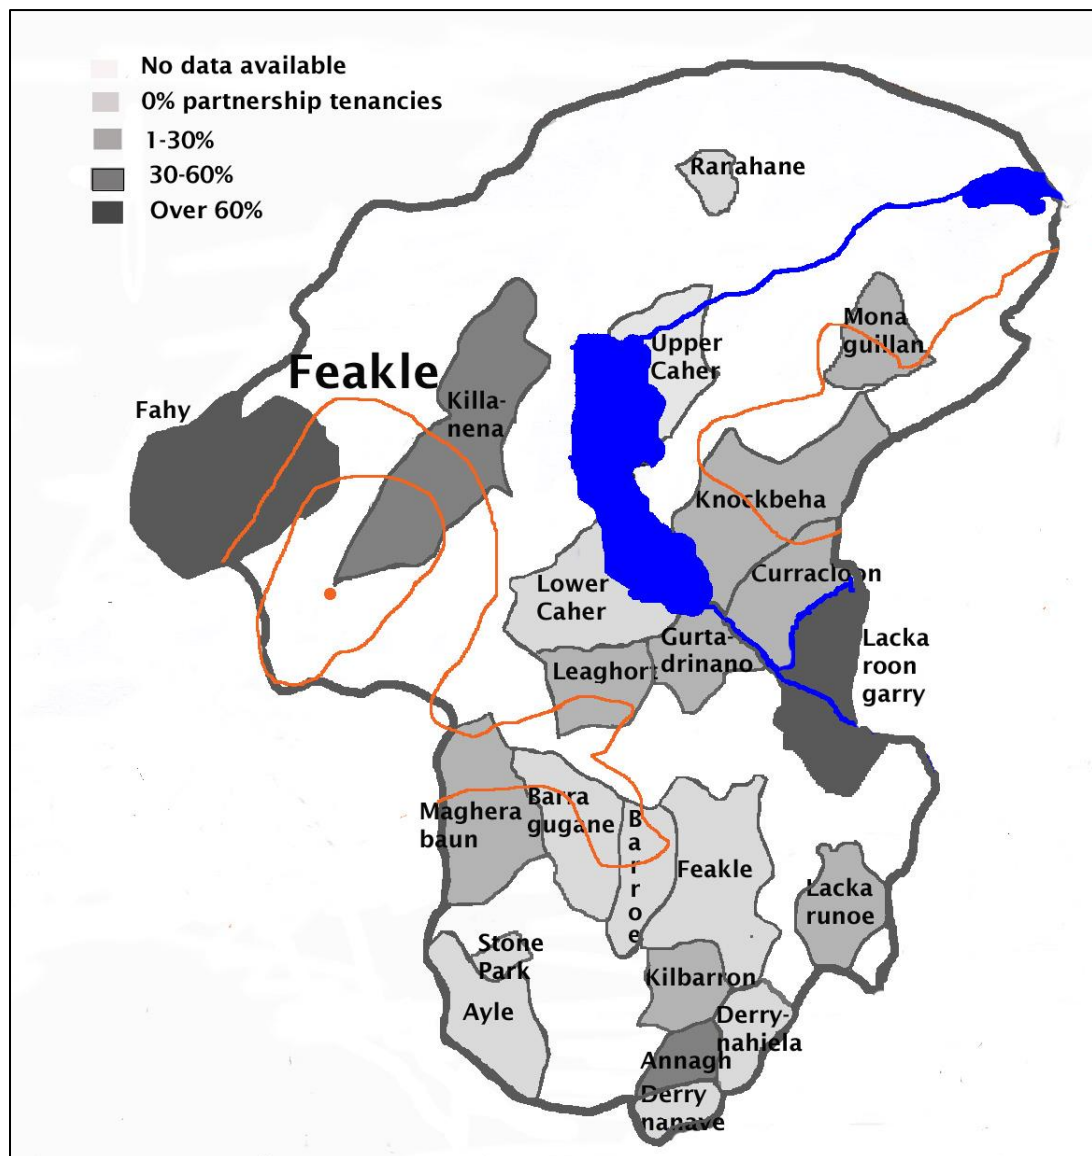 No data available
0% partnership tenancies
1-30%
30-60%
Over 60%
Ranahane
Mona
guillan
Upper
Caher
Feakle
Fahy
Killa-
nena
Knockbeha
Curracloon
Lower
Caher
Gurta-
drinano
Lacka
roon
garry
Leaghort
Maghera
baun
Barra
gugane
B
a
r
r
o
e
Feakle
Lacka
runoe
Stone
Park
Ayle
Kilbarron
Derry-
nahiela
Annagh
Derry
nanave